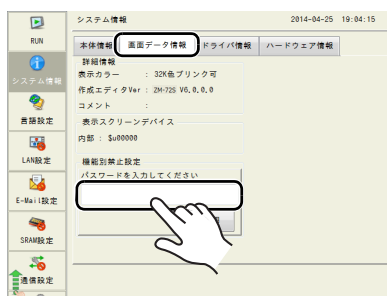 システム情報
2014-04-25 19:04:15
RUN
システム情報
言語設定
LAN設定
E-Mail設定
SRAM設定
通信設定
本体情報
画面データ情報
ドライバ情報
ハードウェア情報
詳細情報
表示カラー : 32K色ブリンク可
作成エディタVer : ZM-72S V6.0.0.0
コメント :
表示スクリーンデバイス
内部 : $u00000
機能別禁止設定
パスワードを入力してください